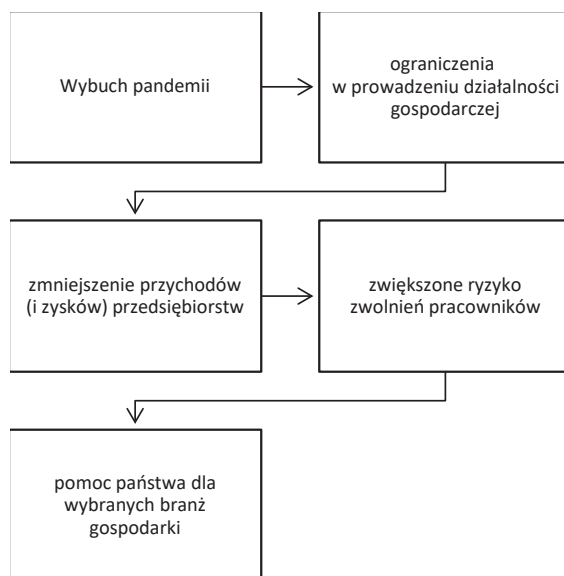 Wybuch pandemii
ograniczenia
w prowadzeniu działalności
gospodarczej
zmniejszenie przychodów
(i zysków) przedsiębiorstw
zwiększone ryzyko
zwolnień pracowników
pomoc państwa dla
wybranych branż
gospodarki